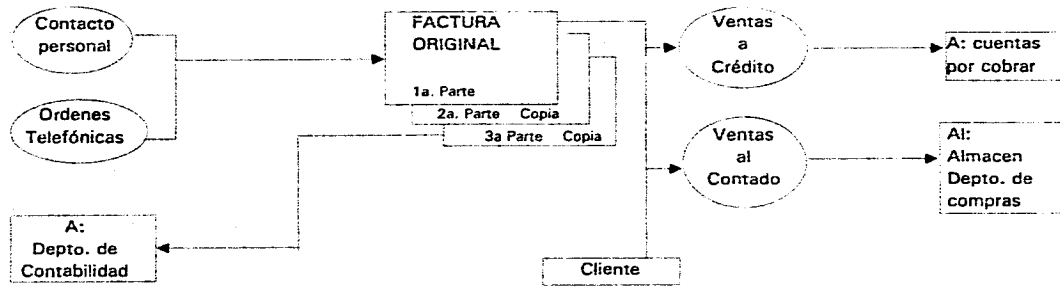 Contacto
personal
Ordenes
Telefónicas
A:
Depto. de
Contabilidad
FACTURA
ORIGINAL
1a. Parte
2a. Parte Copia
3a Parte Copia
Cliente
Ventas
a
Crédito
Ventas
al
Contado
A: cuentas
por cobrar
Al:
Almacen
Depto. de
compras